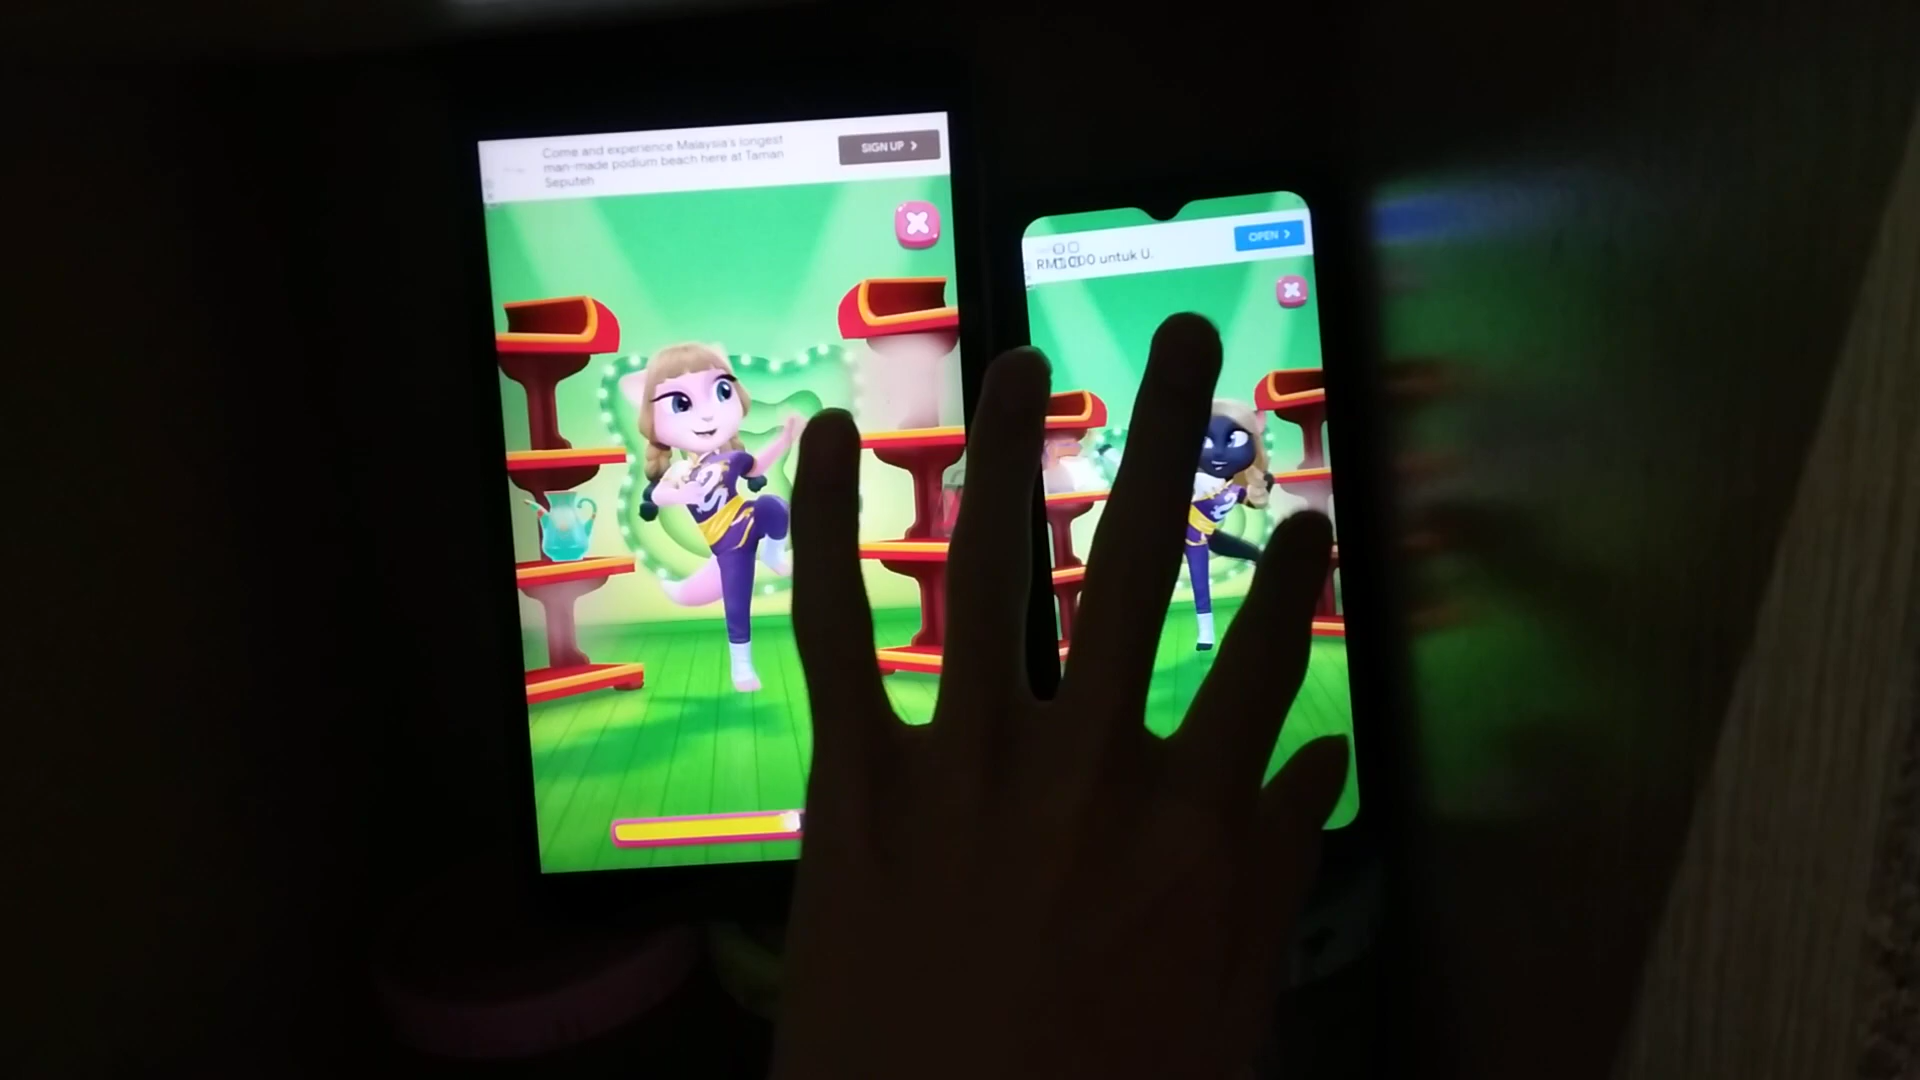 Come and experience Malaysia's longest
man-made podium beach here at Taman
Seputeh
SIGN UP
untuk U.
OPEN